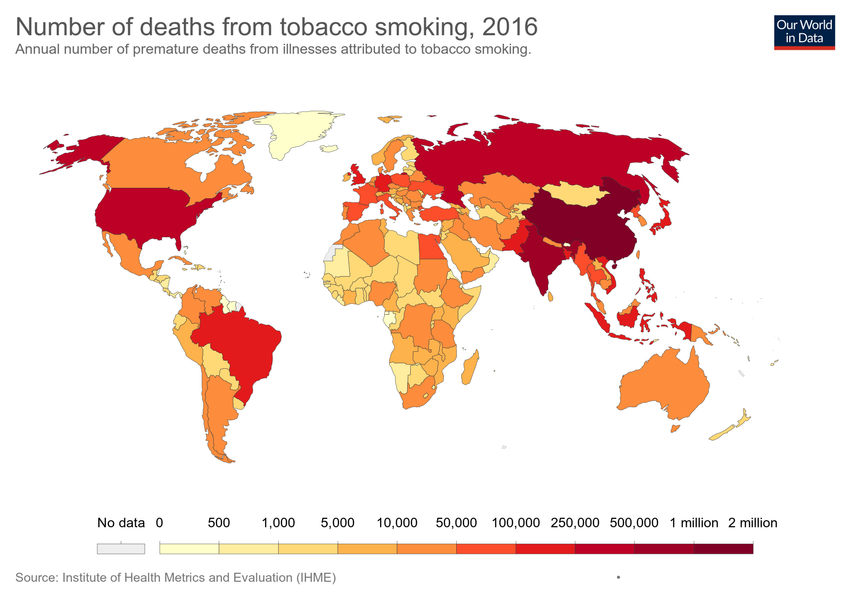 Number of deaths from tobacco smoking, 2016
Annual number of premature deaths from illnesses attributed to tobacco smoking.
Our World
in Data
No data 0 500 1,000 5,000 10,000 50,000 100,000 250,000 500,000 1 million 2 million
Source: Institute of Health Metrics and Evaluation (IHME)